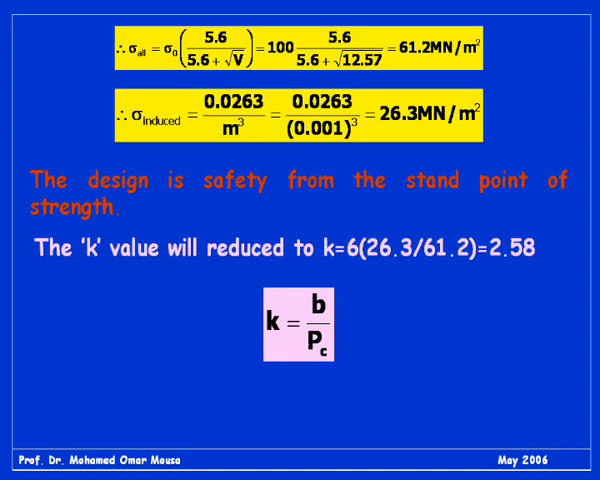 ∴ σall = σ0 (5.6 / (5.6 + √V)) = 100 5.6 / (5.6 + √12.57) = 61.2MN/m²
∴ σinduced = 0.0263 / m³ = 0.0263 / (0.001)³ = 26.3MN/m²
The design is safety from the stand point of
strength.
The 'k' value will reduced to k=6(26.3/61.2)=2.58
k = b / Pc
Prof. Dr. Mohamed Omar Mousa May 2006